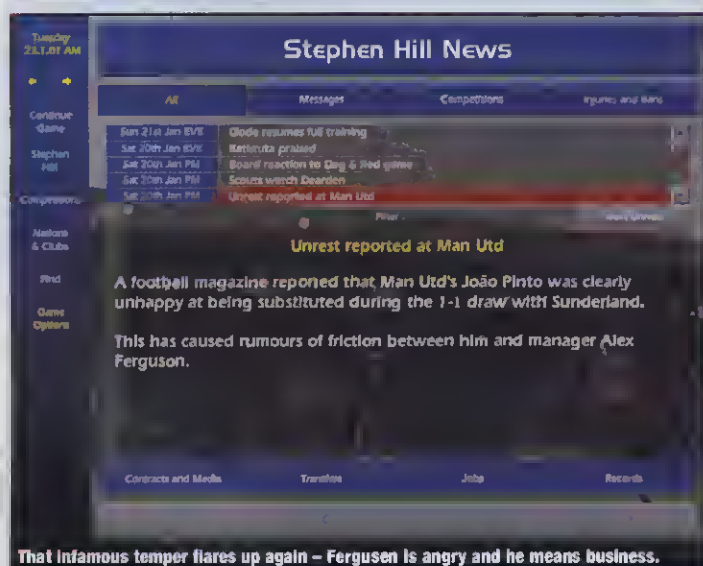 Tuesday
23.1.01 AM
Stephen Hill News
Continue
Game
Stephen
Hill
Competitions
Nations
& Clubs
Find
Game
Options
All
Messages
Competitions
Injuries and Bans
Sun 21st Jan EVE
Sat 20th Jan EVE
praised
Sat 20th Jan PM
Board reaction to Dag & Red game
Sat 20th Jan PM
Scouts watch Dearden
Sat 20th Jan PM
Unrest reported at Man Utd
resumes full training
Filter
Unrest reported at Man Utd
A football magazine reported that Man Utd's João Pinto was clearly
unhappy at being substituted during the 1-1 draw with Sunderland.
This has caused rumours of friction between him and manager Alex
Ferguson.
Contracts and Media
Transfers
Jobs
Records
That infamous temper flares up again – Fergusen is angry and he means business.